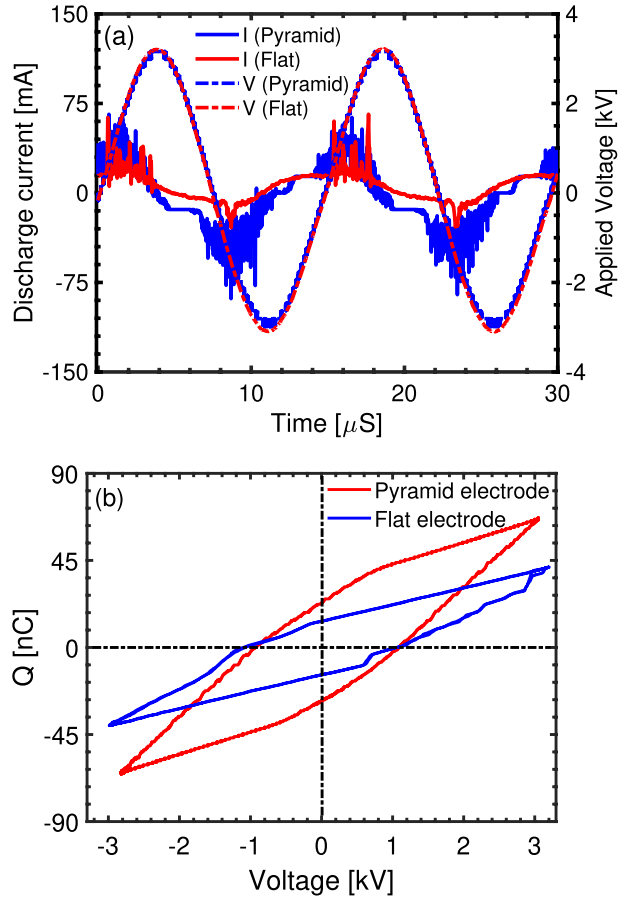 (a)
I (Pyramid)
I (Flat)
V (Pyramid)
V (Flat)
150
75
0
-75
-150
Discharge current [mA]
4
2
0
-2
-4
Applied Voltage [kV]
0
10
20
30
Time [μS]
(b)
Pyramid electrode
Flat electrode
90
45
0
-45
-90
Q [nC]
-3
-2
-1
0
1
2
3
Voltage [kV]